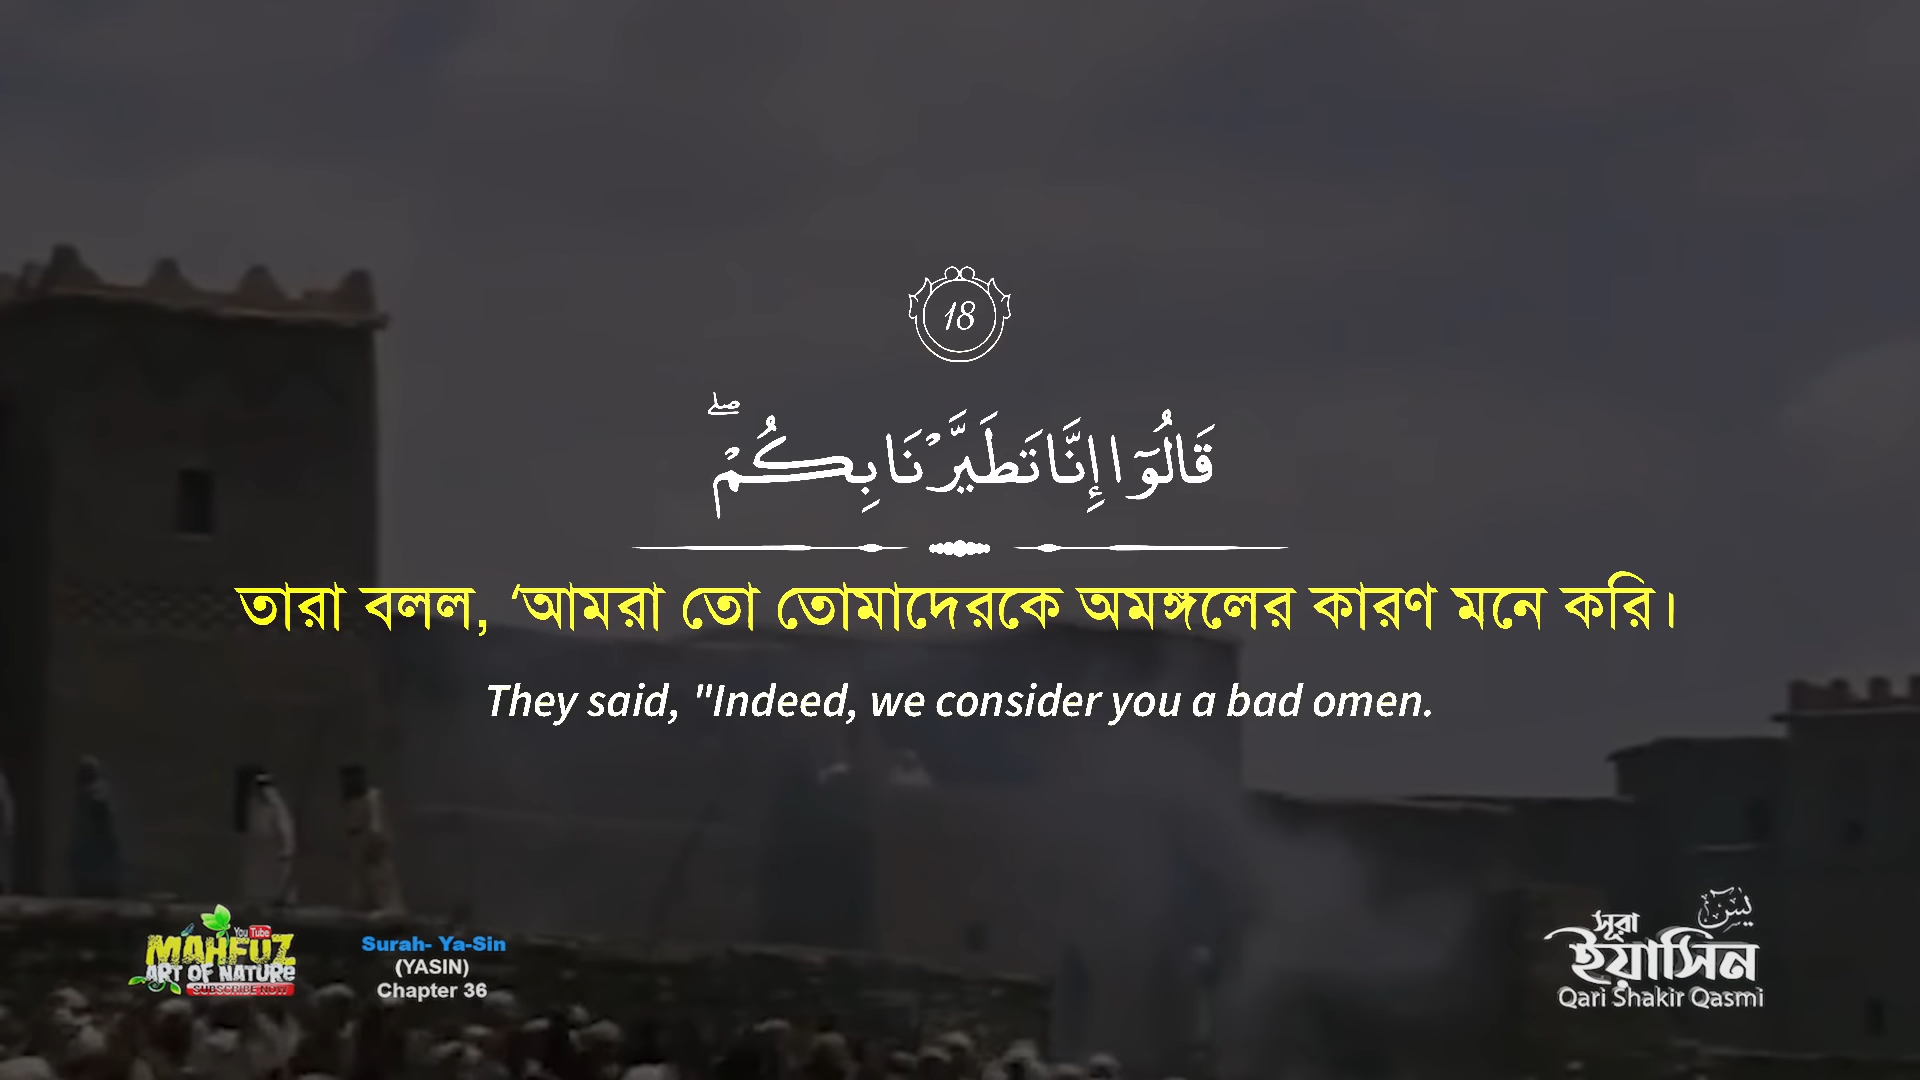 18
قَالُوٓا۟ إِنَّا تَطَيَّرْنَا بِكُمْ ۖ
তারা বলল, ‘আমরা তো তোমাদেরকে অমঙ্গলের কারণ মনে করি।
They said, "Indeed, we consider you a bad omen.
You Tube
MAHFUZ
ART OF NATURE
SUBSCRIBE NOW
Surah- Ya-Sin
(YASIN)
Chapter 36
يس
সূরা
ইয়াসিন
Qari Shakir Qasmi